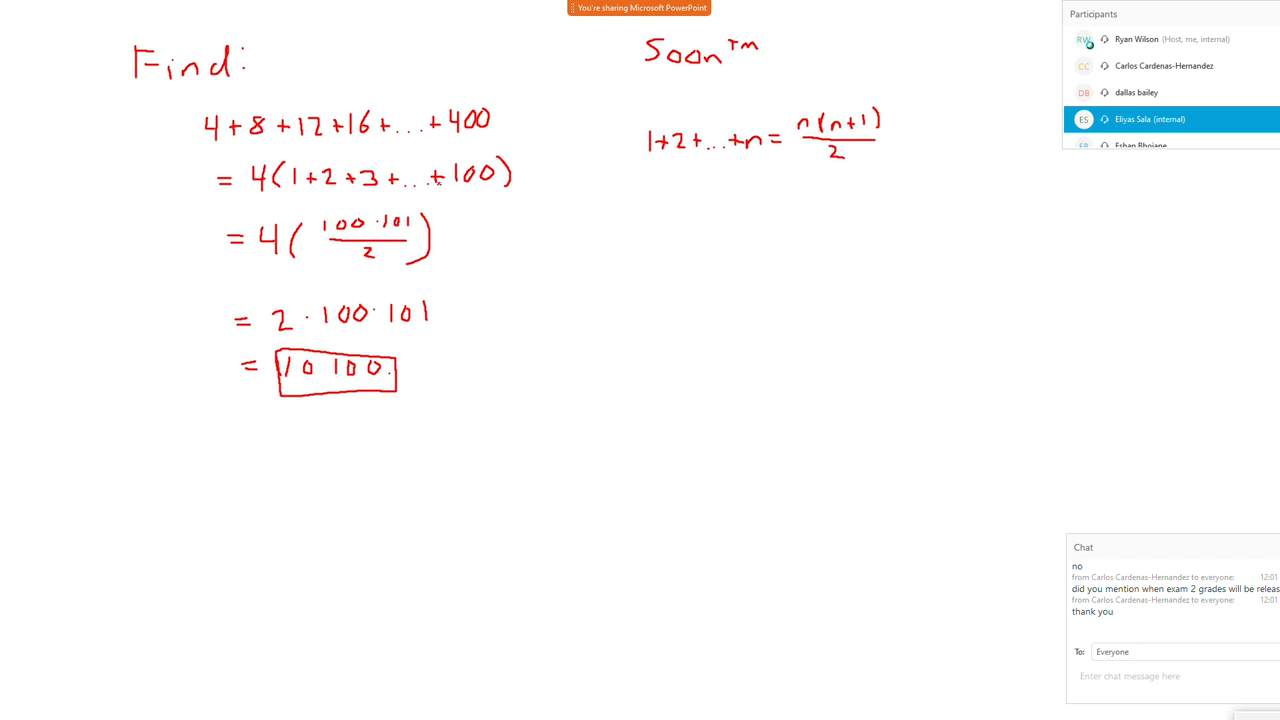 You're sharing Microsoft PowerPoint
Find:
4+8+12+16+...+400
= 4(1+2+3+...+100)
= 4(100·101/2)
= 2·100·101
= 10 100.
Soon™
1+2+...+n = n(n+1)/2
Participants
RW Ryan Wilson (Host, me, internal)
CC Carlos Cardenas-Hernandez
DB dallas bailey
ES Eliyas Sala (internal)
Chat
no
from Carlos Cardenas-Hernandez to everyone: 12:01
did you mention when exam 2 grades will be releas
from Carlos Cardenas-Hernandez to everyone: 12:01
thank you
To: Everyone
Enter chat message here